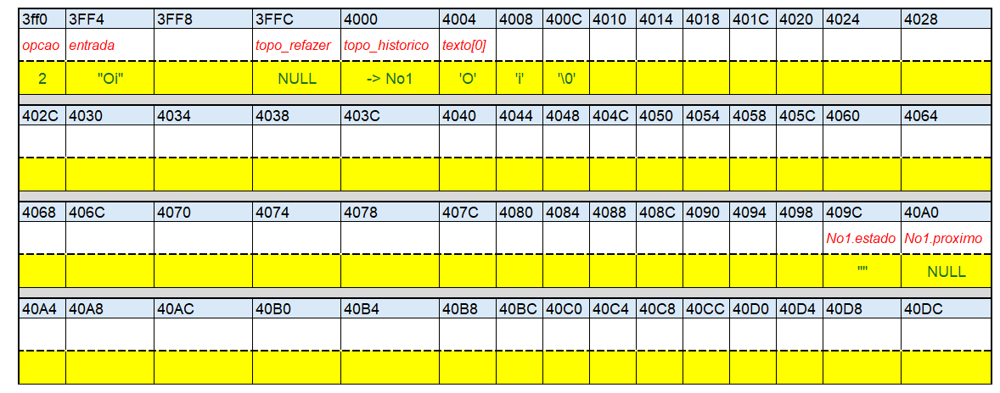 3ff0 3FF4 3FF8 3FFC 4000 4004 4008 400C 4010 4014 4018 401C 4020 4024 4028
opcao entrada topo_refazer topo_historico texto[0]
2 "Oi" NULL -> No1 'O' 'i' '\0'
402C 4030 4034 4038 403C 4040 4044 4048 404C 4050 4054 4058 405C 4060 4064
4068 406C 4070 4074 4078 407C 4080 4084 4088 408C 4090 4094 4098 409C 40A0
No1.estado No1.proximo
"" NULL
40A4 40A8 40AC 40B0 40B4 40B8 40BC 40C0 40C4 40C8 40CC 40D0 40D4 40D8 40DC